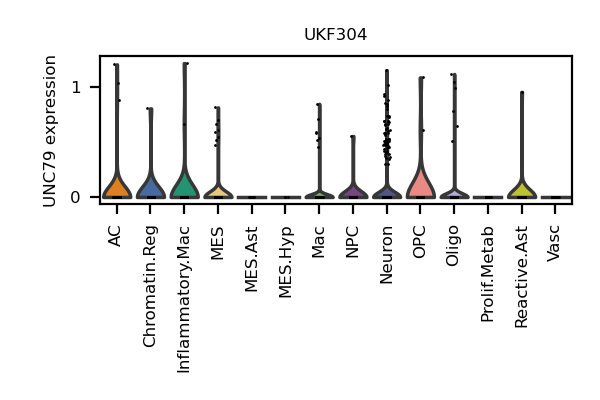 UKF304
UNC79 expression
1
0
AC
Chromatin.Reg
Inflammatory.Mac
MES
MES.Ast
MES.Hyp
Mac
NPC
Neuron
OPC
Oligo
Prolif.Metab
Reactive.Ast
Vasc